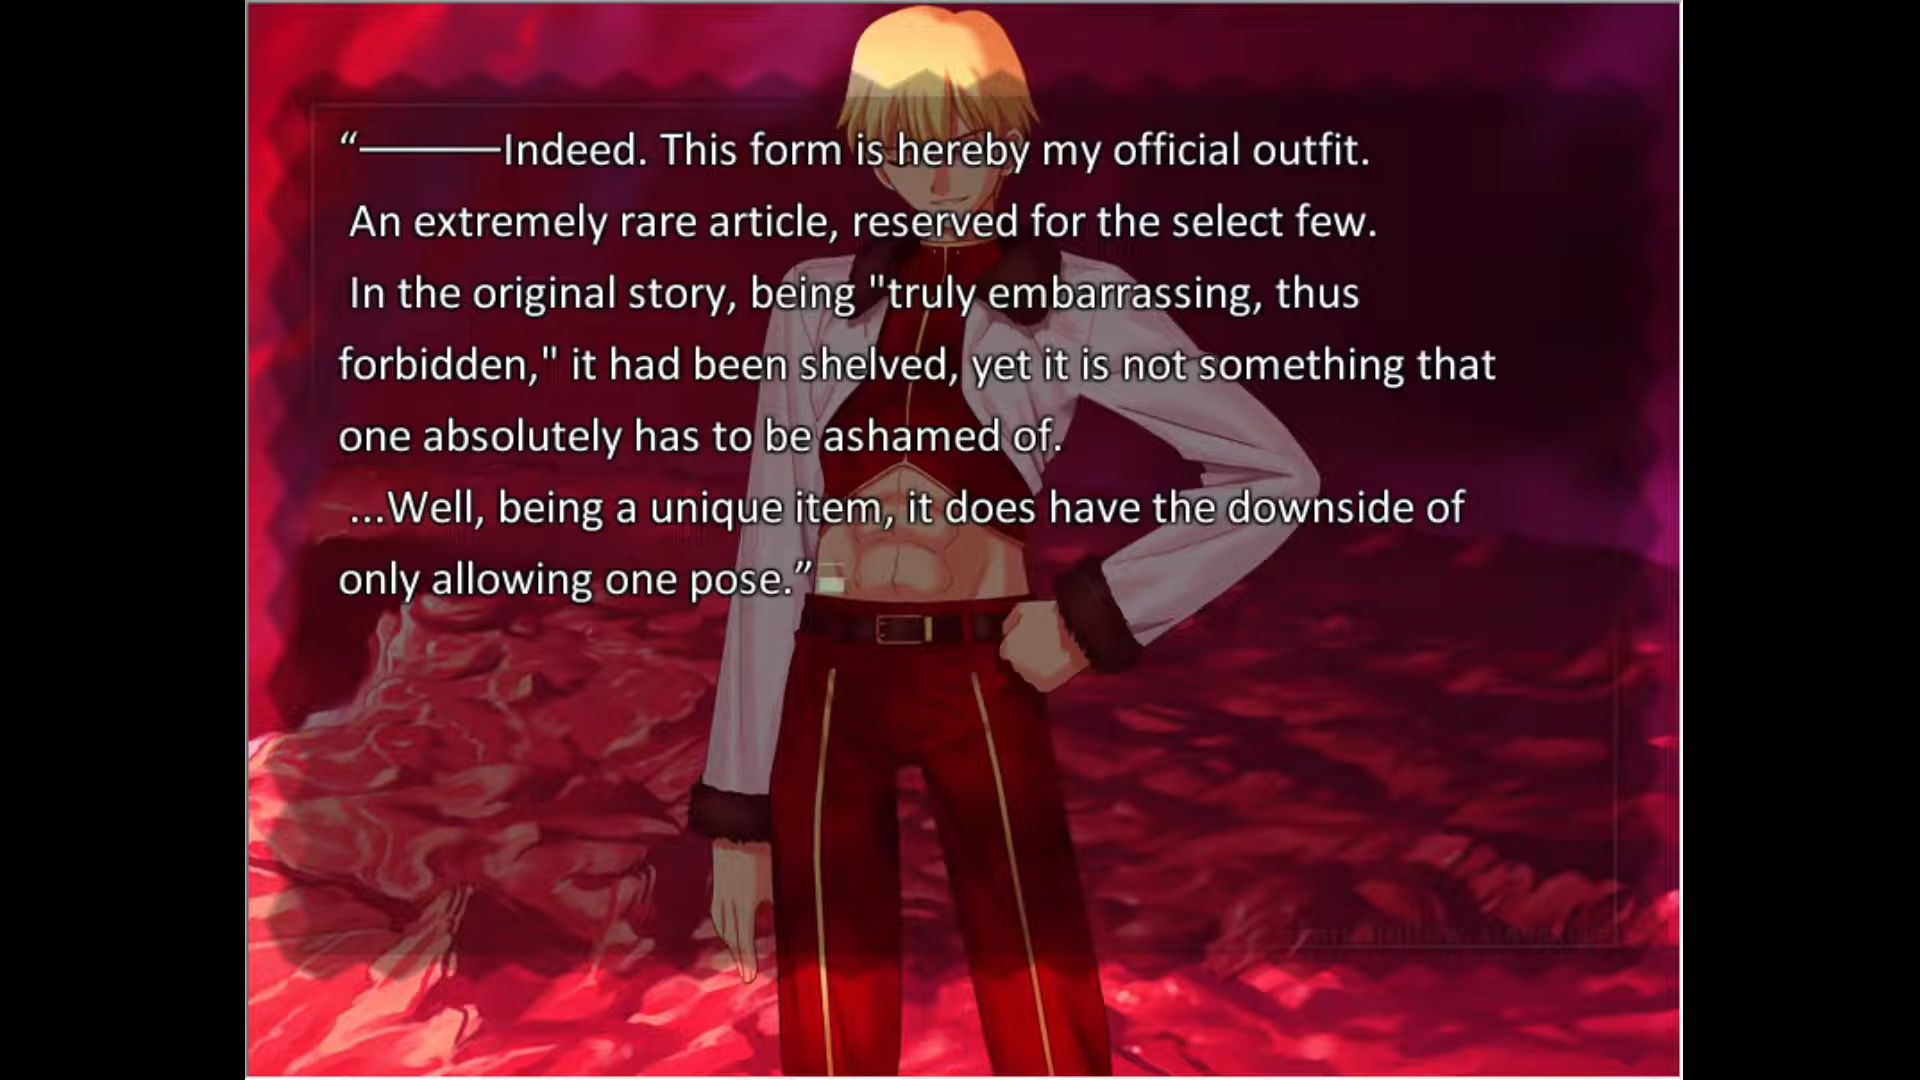 “————Indeed. This form is hereby my official outfit.
An extremely rare article, reserved for the select few.
In the original story, being "truly embarrassing, thus
forbidden," it had been shelved, yet it is not something that
one absolutely has to be ashamed of.
...Well, being a unique item, it does have the downside of
only allowing one pose.”